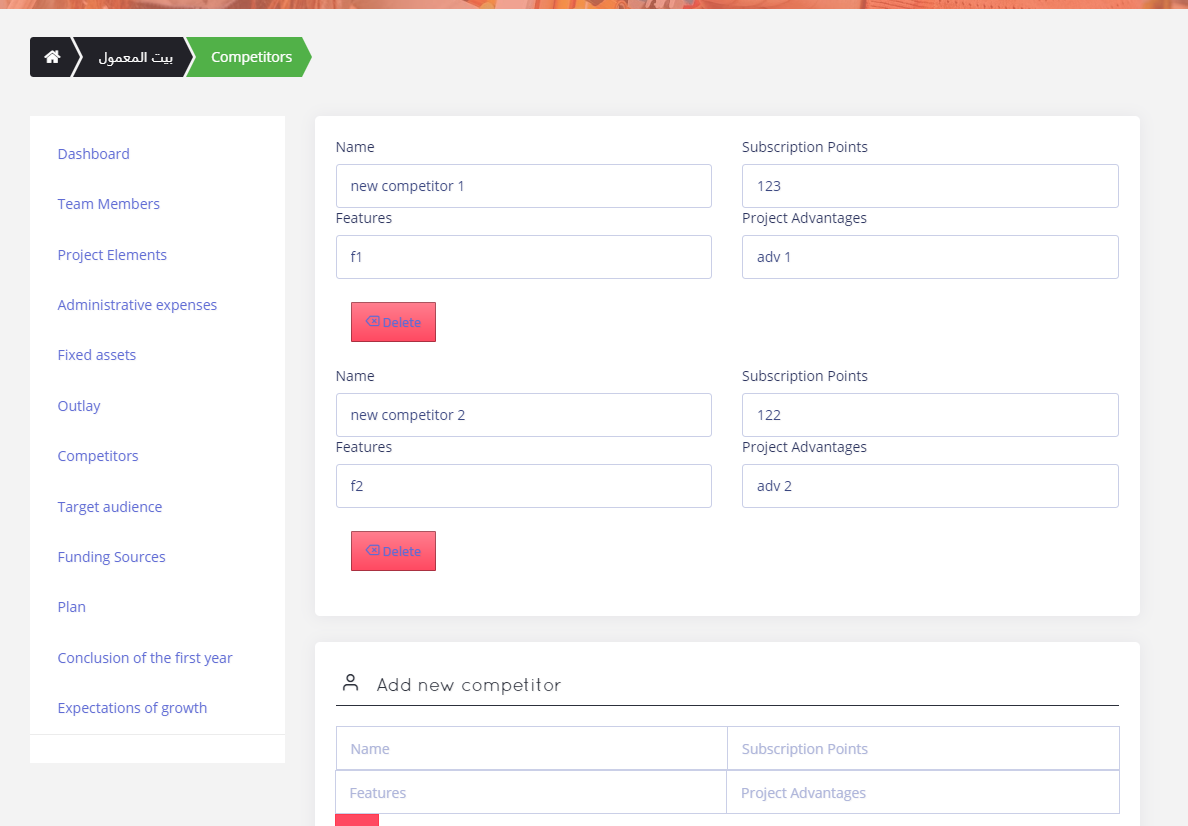 بيت المعمول
Competitors
Dashboard
Team Members
Project Elements
Administrative expenses
Fixed assets
Outlay
Competitors
Target audience
Funding Sources
Plan
Conclusion of the first year
Expectations of growth
Name
Subscription Points
new competitor 1
123
Features
Project Advantages
f1
adv 1
Delete
Name
Subscription Points
new competitor 2
122
Features
Project Advantages
f2
adv 2
Delete
Add new competitor
Name
Subscription Points
Features
Project Advantages